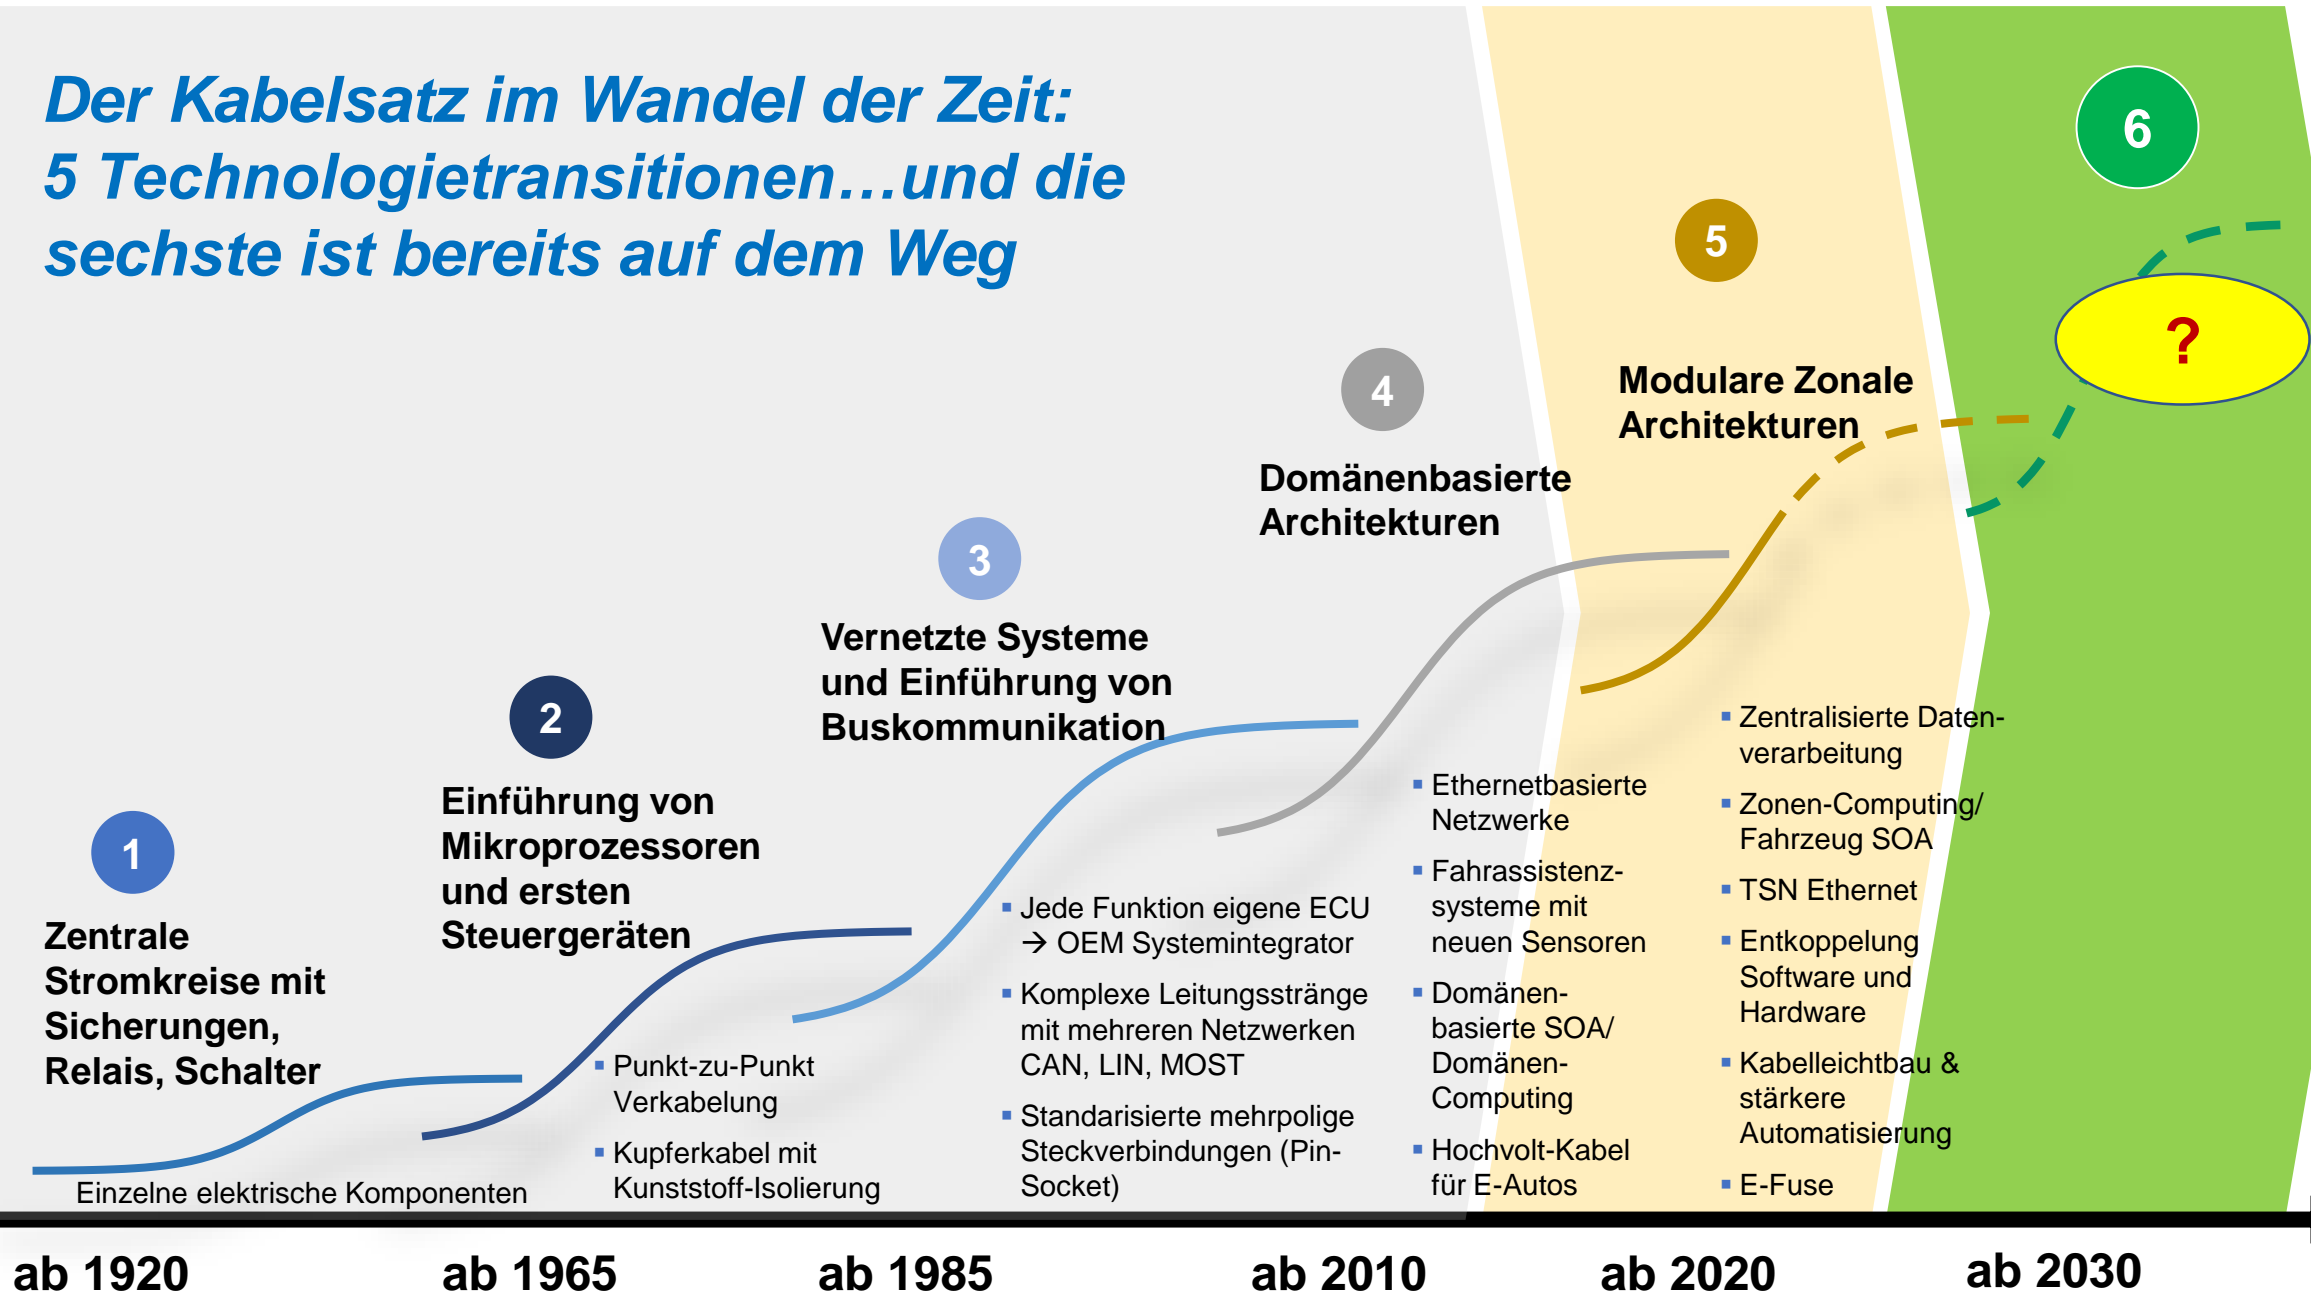 Der Kabelsatz im Wandel der Zeit:
5 Technologietransitionen…und die
sechste ist bereits auf dem Weg
1
Zentrale
Stromkreise mit
Sicherungen,
Relais, Schalter
Einzelne elektrische Komponenten
2
Einführung von
Mikroprozessoren
und ersten
Steuergeräten
▪ Punkt-zu-Punkt
Verkabelung
▪ Kupferkabel mit
Kunststoff-Isolierung
3
Vernetzte Systeme
und Einführung von
Buskommunikation
▪ Jede Funktion eigene ECU
→ OEM Systemintegrator
▪ Komplexe Leitungsstränge
mit mehreren Netzwerken
CAN, LIN, MOST
▪ Standarisierte mehrpolige
Steckverbindungen (Pin-
Socket)
4
Domänenbasierte
Architekturen
▪ Ethernetbasierte
Netzwerke
▪ Fahrassistenz-
systeme mit
neuen Sensoren
▪ Domänen-
basierte SOA/
Domänen-
Computing
▪ Hochvolt-Kabel
für E-Autos
5
Modulare Zonale
Architekturen
▪ Zentralisierte Daten-
verarbeitung
▪ Zonen-Computing/
Fahrzeug SOA
▪ TSN Ethernet
▪ Entkoppelung
Software und
Hardware
▪ Kabelleichtbau &
stärkere
Automatisierung
▪ E-Fuse
6
?
ab 1920
ab 1965
ab 1985
ab 2010
ab 2020
ab 2030